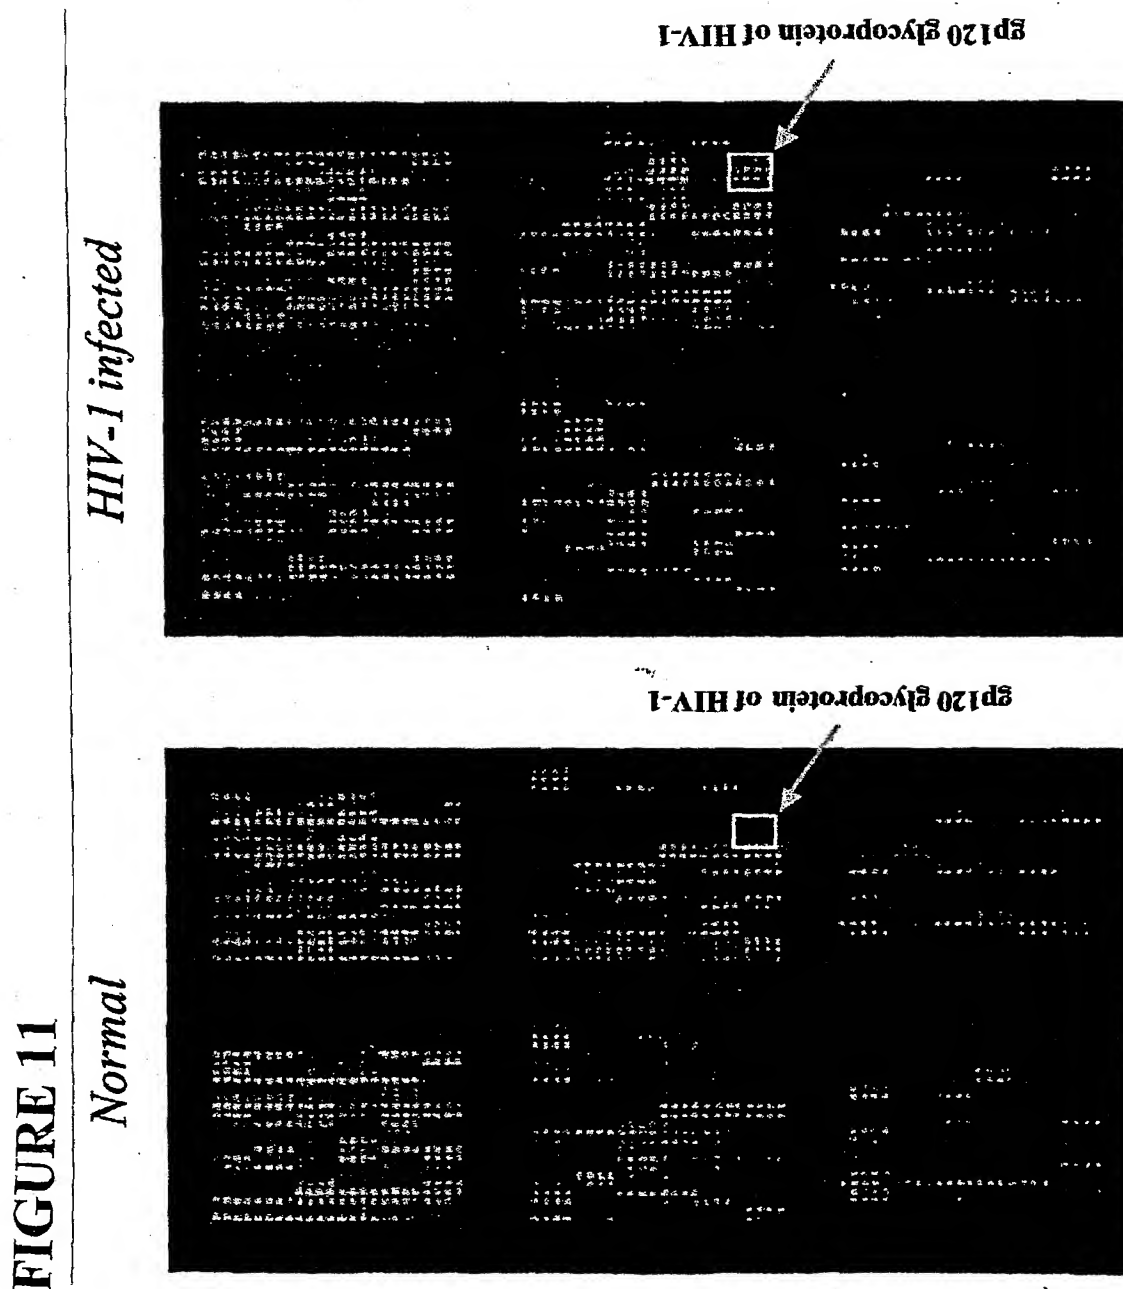 FIGURE 11
Normal
HIV-1 infected
gp120 glycoprotein of HIV-1
gp120 glycoprotein of HIV-1